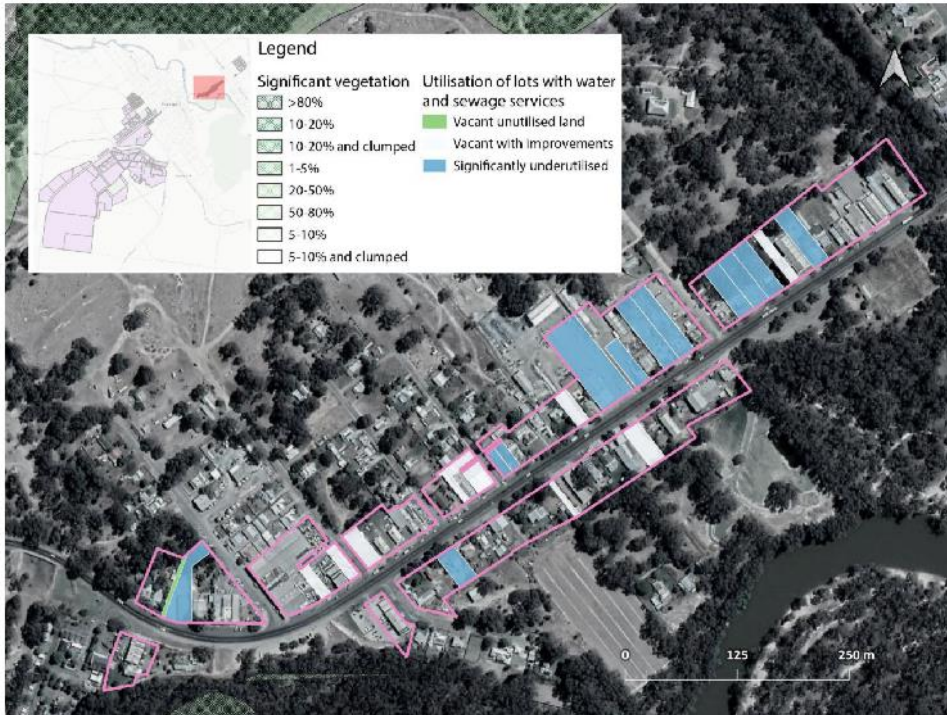 Legend
Significant vegetation
>80%
10-20%
10-20% and clumped
1-5%
20-50%
50-80%
5-10%
5-10% and clumped
Utilisation of lots with water
and sewage services
Vacant unutilised land
Vacant with improvements
Significantly underutilised
0 125 250 m